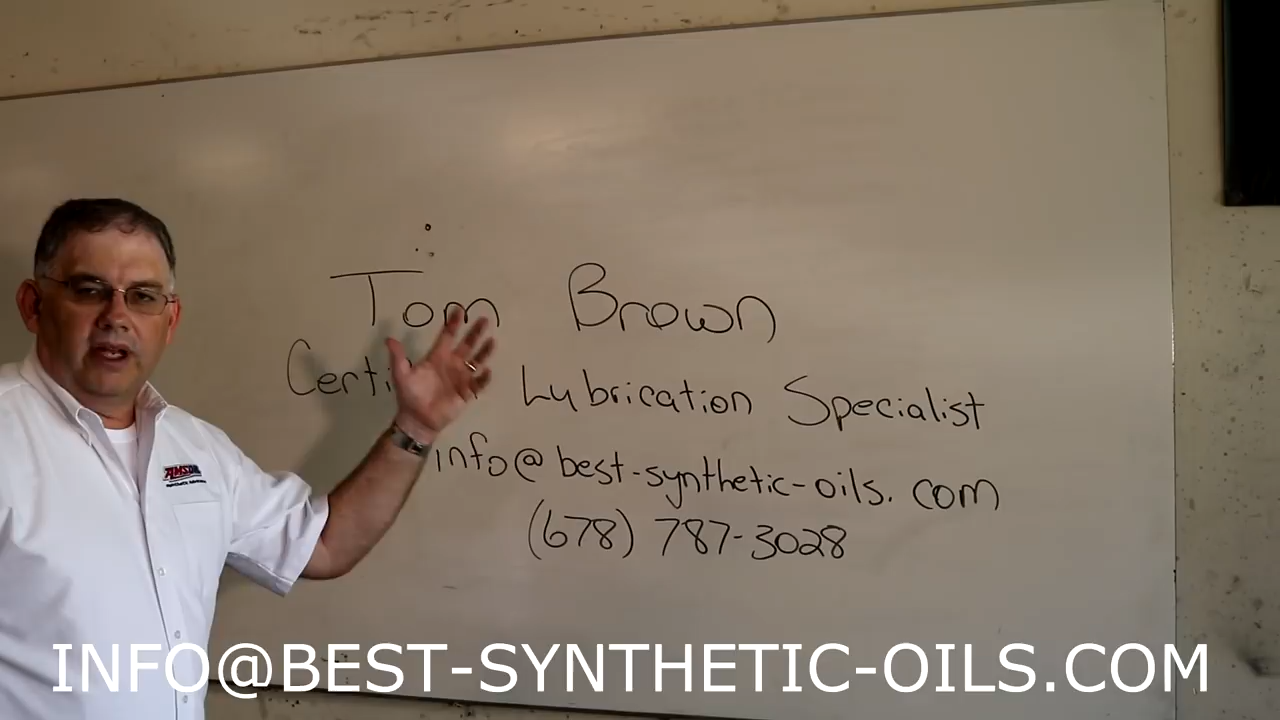 Tom Brown
Lubrication Specialist
info@best-synthetic-oils.com
(678) 787-3028
INFO@BEST-SYNTHETIC-OILS.COM